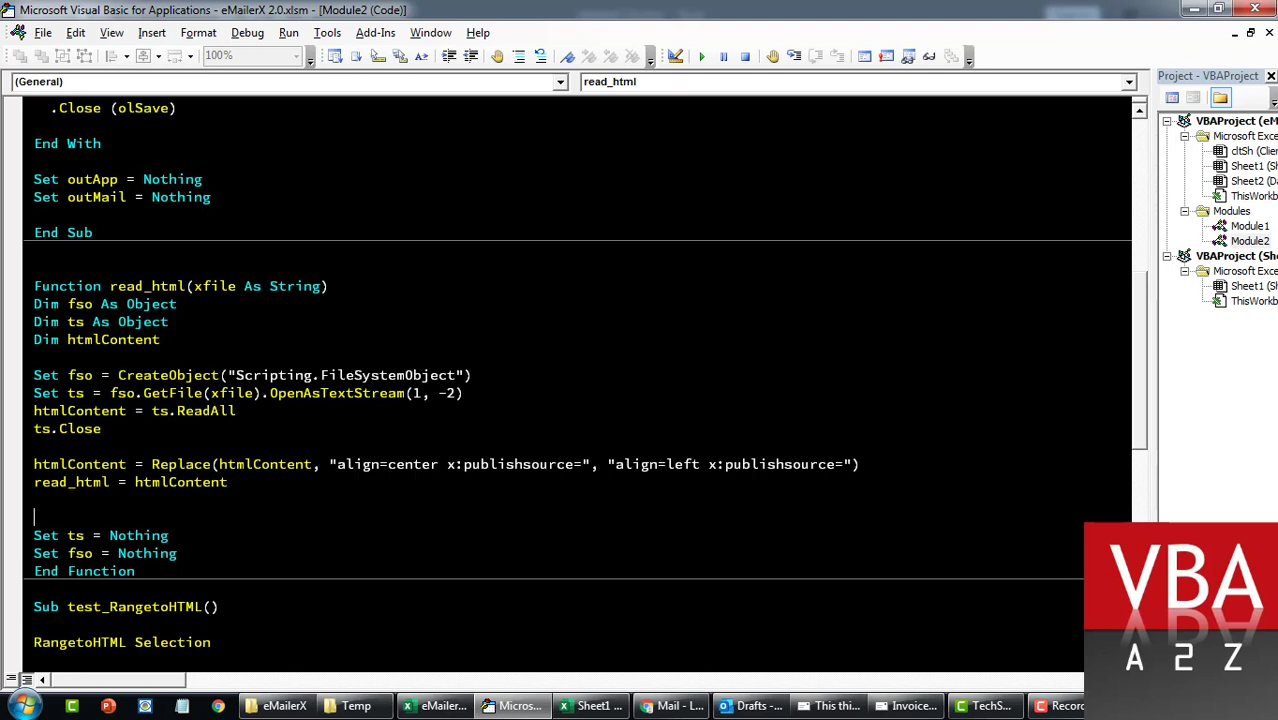 Microsoft Visual Basic for Applications - eMailerX 2.0.xlsm - [Module2 (Code)]
File Edit View Insert Format Debug Run Tools Add-Ins Window Help
100%
(General) read_html
Project - VBAProject
.Close (olSave)
End With
Set outApp = Nothing
Set outMail = Nothing
End Sub
Function read_html(xfile As String)
Dim fso As Object
Dim ts As Object
Dim htmlContent
Set fso = CreateObject("Scripting.FileSystemObject")
Set ts = fso.GetFile(xfile).OpenAsTextStream(1, -2)
htmlContent = ts.ReadAll
ts.Close
htmlContent = Replace(htmlContent, "align=center x:publishsource=", "align=left x:publishsource=")
read_html = htmlContent
Set ts = Nothing
Set fso = Nothing
End Function
Sub test_RangetoHTML()
RangetoHTML Selection
VBAProject (eM
Microsoft Exce
cltSh (Clien
Sheet1 (Sh
Sheet2 (Da
ThisWorkb
Modules
Module1
Module2
VBAProject (She
Microsoft Exce
Sheet1 (Sh
ThisWorkb
VBA
A 2 Z
eMailerX
Temp
eMailer...
Micros...
Sheet1 ...
Mail - L...
Drafts - ...
This thi...
Invoice...
TechS...
Record